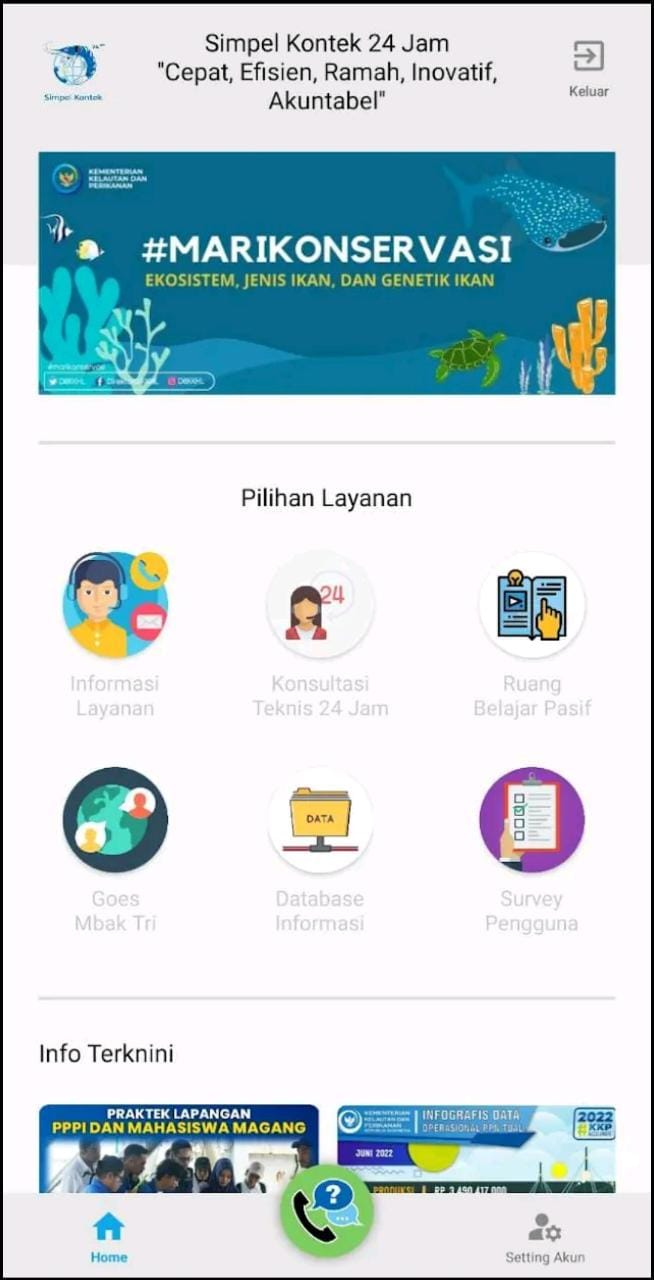 Simpel Kontek 24 Jam
"Cepat, Efisien, Ramah, Inovatif,
Akuntabel"
Simpel Kontek
Keluar
KEMENTERIAN
KELAUTAN DAN
PERIKANAN
#MARIKONSERVASI
EKOSISTEM, JENIS IKAN, DAN GENETIK IKAN
#marikonservasi
Pilihan Layanan
24
Informasi
Layanan
Konsultasi
Teknis 24 Jam
Ruang
Belajar Pasif
DATA
Goes
Mbak Tri
Database
Informasi
Survey
Pengguna
Info Terknini
PRAKTEK LAPANGAN
PPPI DAN MAHASISWA MAGANG
KEMENTERIAN
KELAUTAN DAN
PERIKANAN
INFOGRAFIS DATA
OPERASIONAL PPN TUAL
2022
#KKP
JUNI 2022
PRODUKSI RP 3.490.417.000
?
Home
Setting Akun